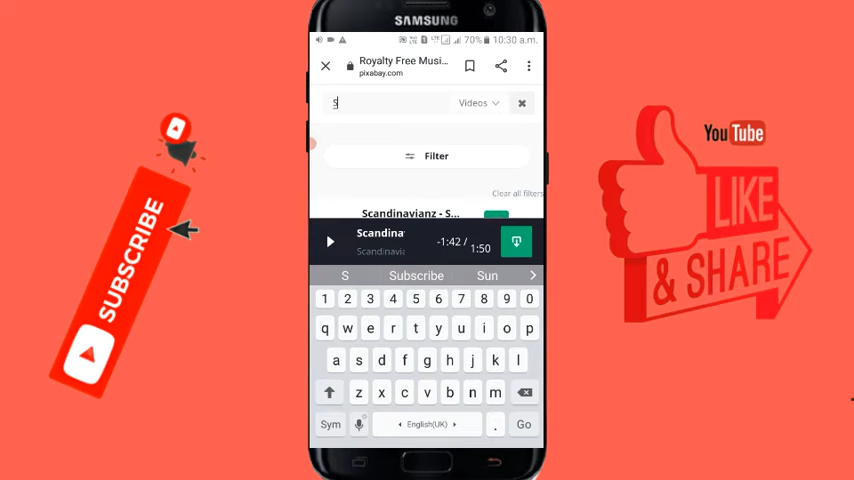 SAMSUNG
70% 10:30 a.m.
Royalty Free Musi...
pixabay.com
S
Videos
Filter
Clear all filters
Scandinavianz - S...
Scandina
Scandinavia
-1:42 / 1:50
S Subscribe Sun
1 2 3 4 5 6 7 8 9 0
q w e r t y u i o p
a s d f g h j k l
z x c v b n m
Sym English(UK) . Go
SUBSCRIBE
YouTube
LIKE
& SHARE